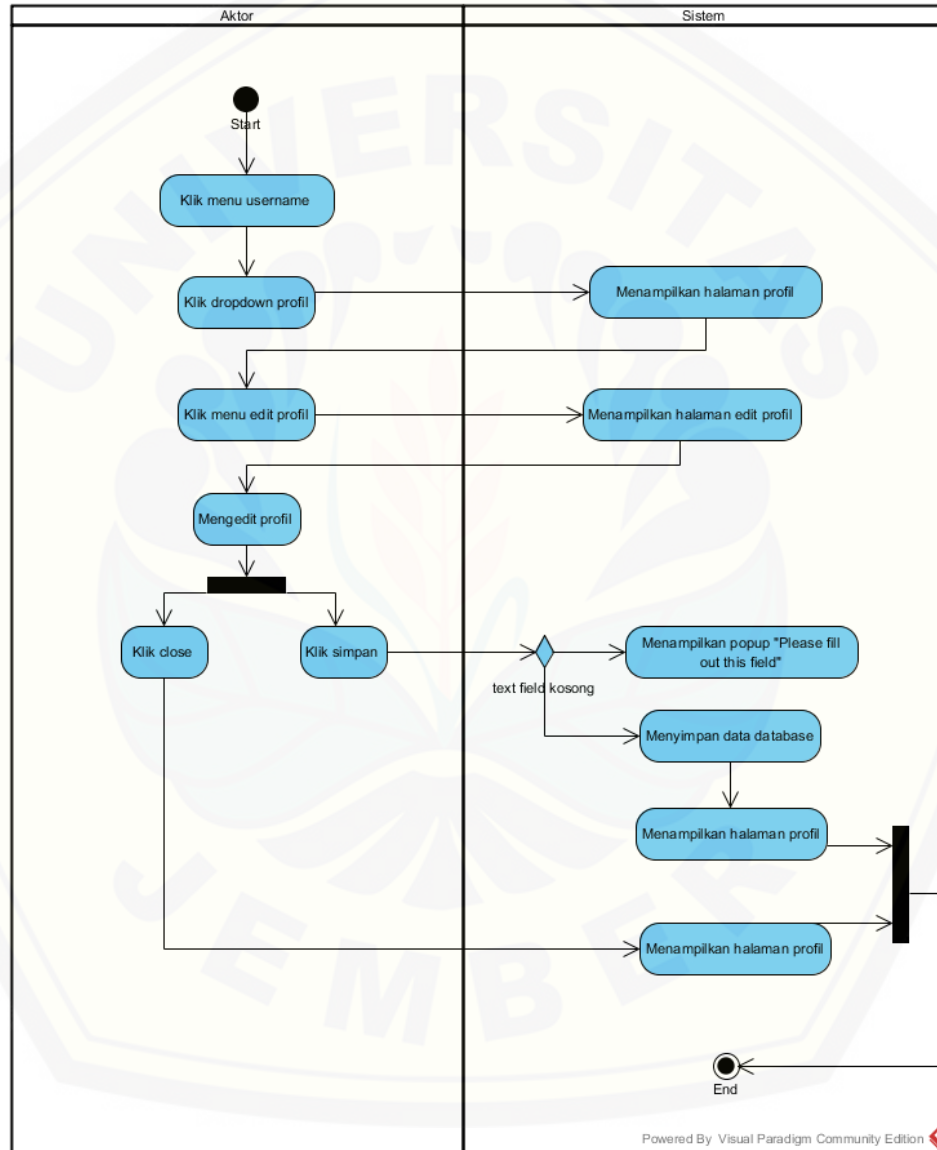 Aktor
Sistem
Start
Klik menu username
Klik dropdown profil
Menampilkan halaman profil
Klik menu edit profil
Menampilkan halaman edit profil
Mengedit profil
Klik close
Klik simpan
text field kosong
Menampilkan popup "Please fill
out this field"
Menyimpan data database
Menampilkan halaman profil
Menampilkan halaman profil
End
UNIVERSITAS
JEMBER
Powered By Visual Paradigm Community Edition